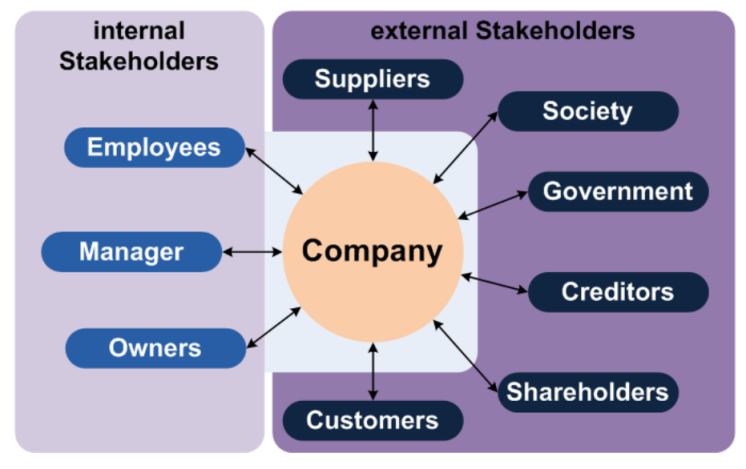 internal
Stakeholders
external Stakeholders
Suppliers
Society
Employees
Government
Manager
Company
Creditors
Owners
Shareholders
Customers